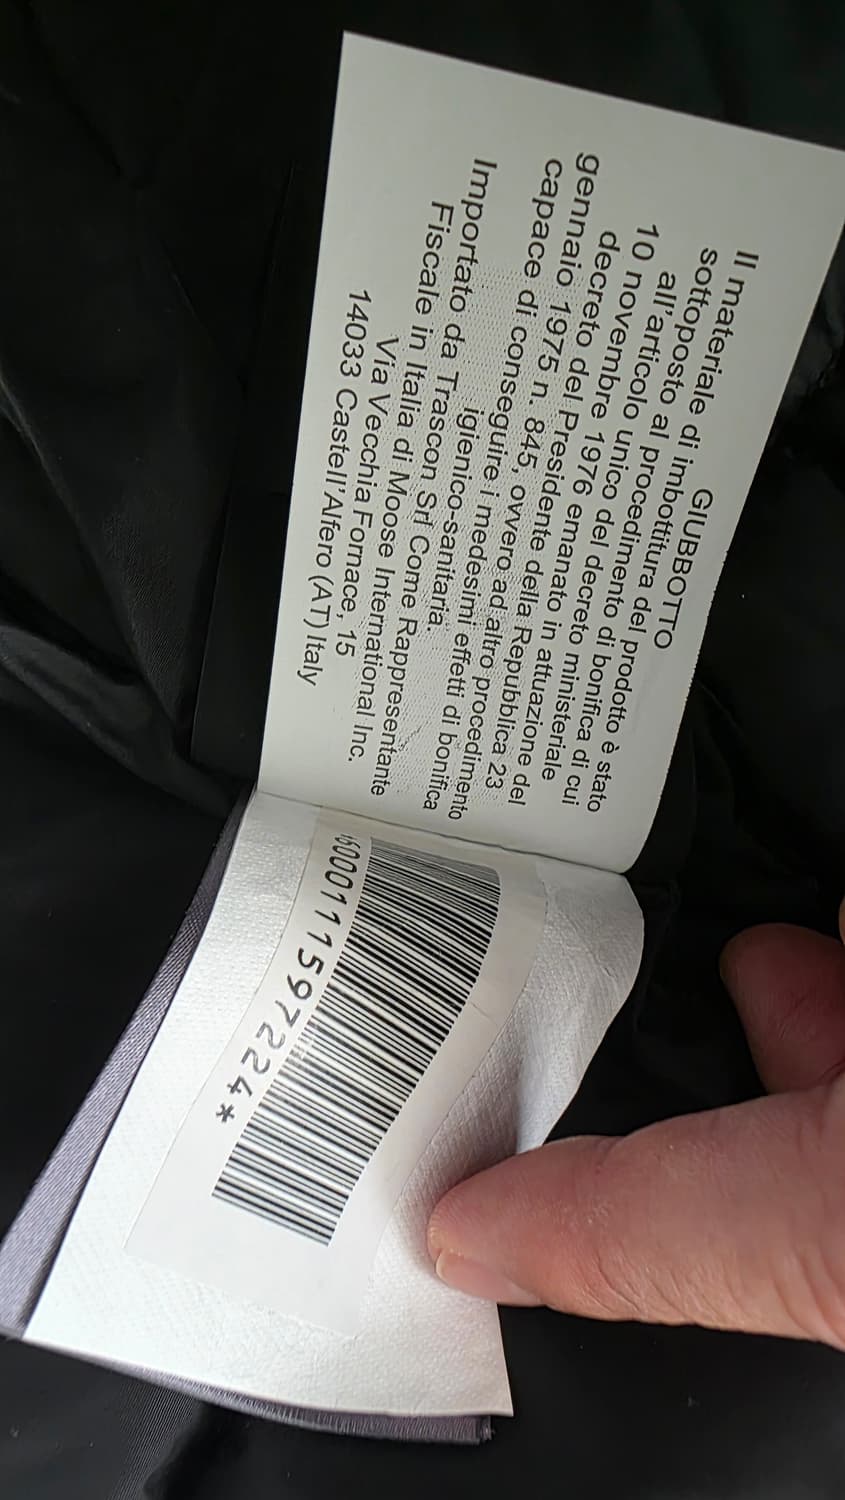 GIUBBOTTO
Il materiale di imbottitura del prodotto è stato
sottoposto al procedimento di bonifica di cui
all'articolo unico del decreto ministeriale
10 novembre 1976 emanato in attuazione del
decreto del Presidente della Repubblica 23
gennaio 1975 n. 845, ovvero ad altro procedimento
capace di conseguire i medesimi effetti di bonifica
igienico-sanitaria.
Importato da Trascon Srl Come Rappresentante
Fiscale in Italia di Moose International Inc.
Via Vecchia Fornace, 15
14033 Castell'Alfero (AT) Italy
6000111597224*